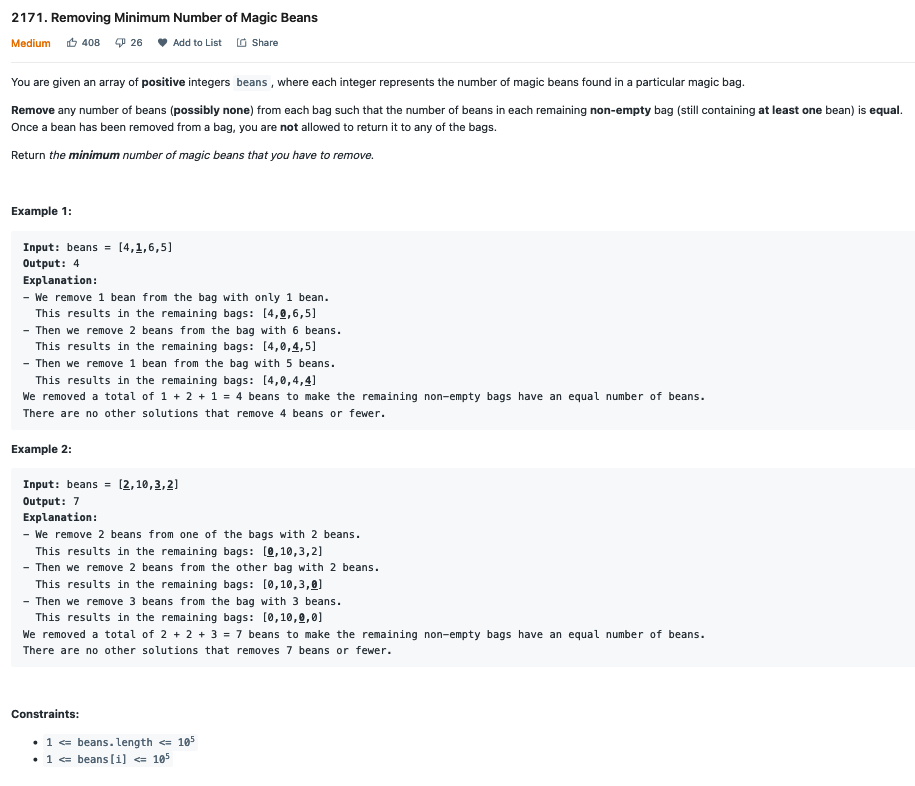 2171. Removing Minimum Number of Magic Beans
Medium 408 26 Add to List Share
You are given an array of positive integers beans , where each integer represents the number of magic beans found in a particular magic bag.
Remove any number of beans (possibly none) from each bag such that the number of beans in each remaining non-empty bag (still containing at least one bean) is equal.
Once a bean has been removed from a bag, you are not allowed to return it to any of the bags.
Return the minimum number of magic beans that you have to remove.
Example 1:
Input: beans = [4,1,6,5]
Output: 4
Explanation:
- We remove 1 bean from the bag with only 1 bean.
This results in the remaining bags: [4,0,6,5]
- Then we remove 2 beans from the bag with 6 beans.
This results in the remaining bags: [4,0,4,5]
- Then we remove 1 bean from the bag with 5 beans.
This results in the remaining bags: [4,0,4,4]
We removed a total of 1 + 2 + 1 = 4 beans to make the remaining non-empty bags have an equal number of beans.
There are no other solutions that remove 4 beans or fewer.
Example 2:
Input: beans = [2,10,3,2]
Output: 7
Explanation:
- We remove 2 beans from one of the bags with 2 beans.
This results in the remaining bags: [0,10,3,2]
- Then we remove 2 beans from the other bag with 2 beans.
This results in the remaining bags: [0,10,3,0]
- Then we remove 3 beans from the bag with 3 beans.
This results in the remaining bags: [0,10,0,0]
We removed a total of 2 + 2 + 3 = 7 beans to make the remaining non-empty bags have an equal number of beans.
There are no other solutions that removes 7 beans or fewer.
Constraints:
• 1 <= beans.length <= 10⁵
• 1 <= beans[i] <= 10⁵